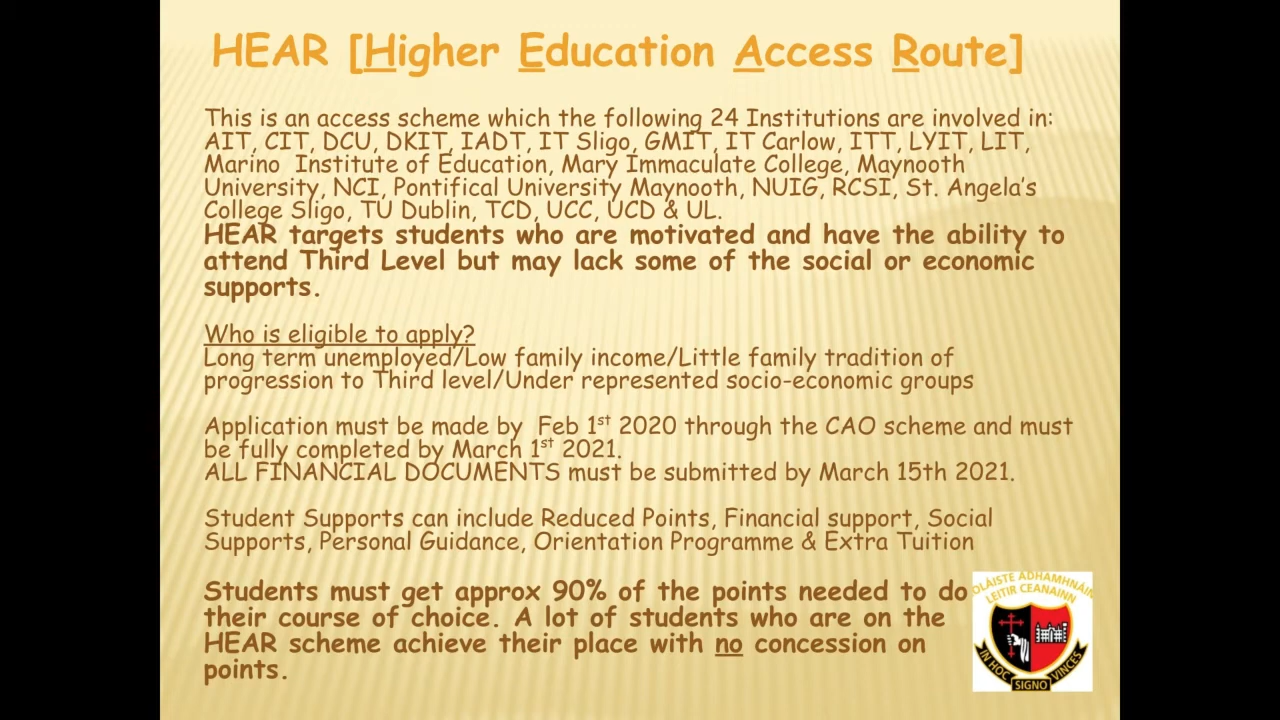 HEAR [Higher Education Access Route]
This is an access scheme which the following 24 Institutions are involved in:
AIT, CIT, DCU, DKIT, IADT, IT Sligo, GMIT, IT Carlow, ITT, LYIT, LIT,
Marino Institute of Education, Mary Immaculate College, Maynooth
University, NCI, Pontifical University Maynooth, NUIG, RCSI, St. Angela's
College Sligo, TU Dublin, TCD, UCC, UCD & UL.
HEAR targets students who are motivated and have the ability to
attend Third Level but may lack some of the social or economic
supports.
Who is eligible to apply?
Long term unemployed/Low family income/Little family tradition of
progression to Third level/Under represented socio-economic groups
Application must be made by Feb 1st 2020 through the CAO scheme and must
be fully completed by March 1st 2021.
ALL FINANCIAL DOCUMENTS must be submitted by March 15th 2021.
Student Supports can include Reduced Points, Financial support, Social
Supports, Personal Guidance, Orientation Programme & Extra Tuition
Students must get approx 90% of the points needed to do
their course of choice. A lot of students who are on the
HEAR scheme achieve their place with no concession on
points.
OLÁISTE ADHAMHNÁIN
LEITIR CEANAINN
IN HOC SIGNO VINCES